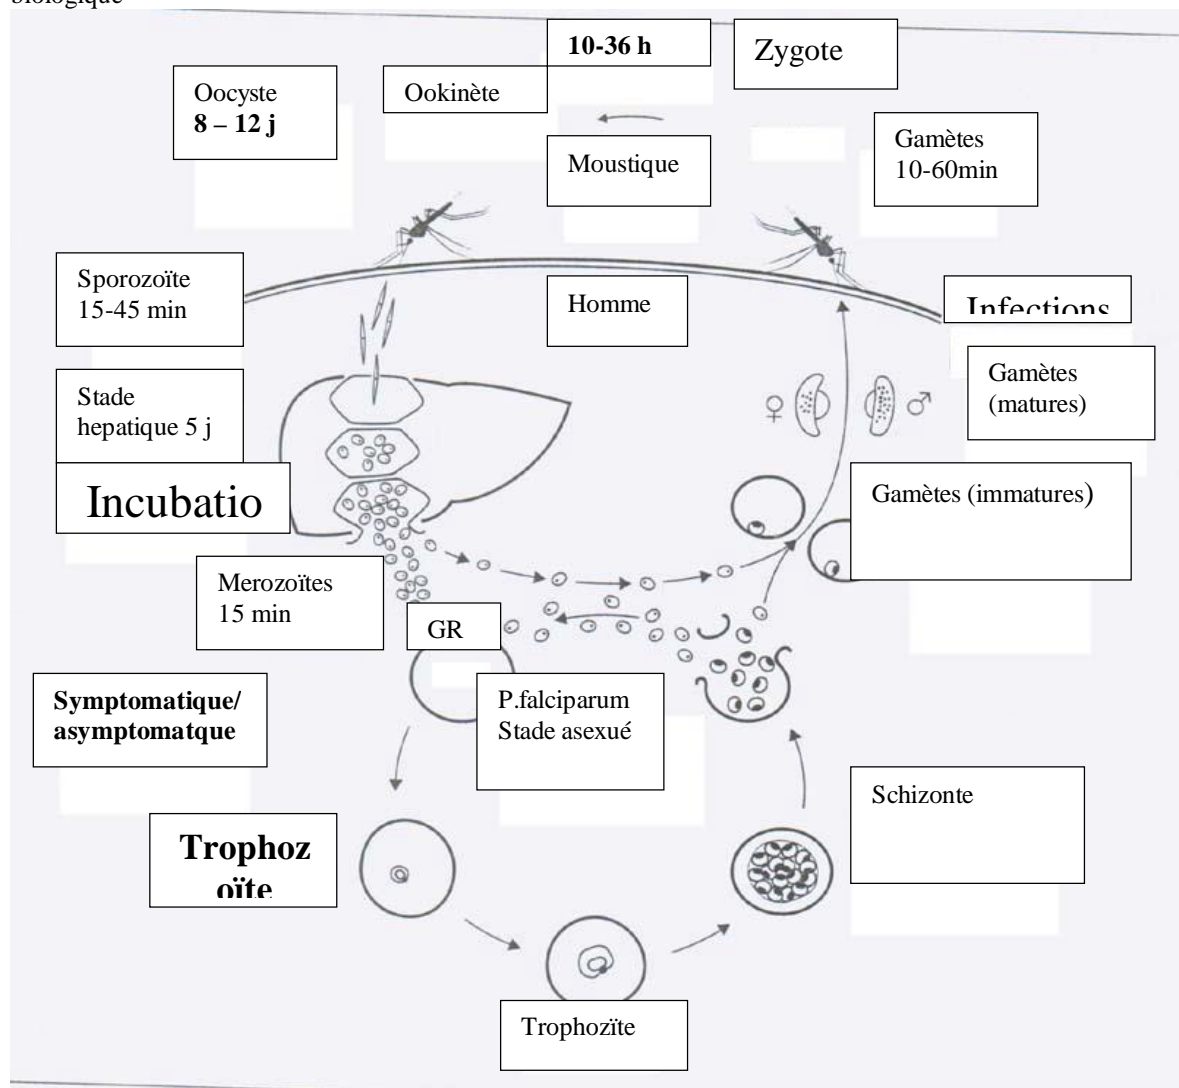 biologique
10-36 h
Zygote
Oocyste
8 – 12 j
Ookinète
Moustique
Gamètes
10-60min
Sporozoïte
15-45 min
Homme
Infections
Stade
hepatique 5 j
Gamètes
(matures)
♀
♂
Incubatio
Gamètes (immatures)
Merozoïtes
15 min
GR
Symptomatique/
asymptomatque
P.falciparum
Stade asexué
Schizonte
Trophoz
oïte
Trophozïte